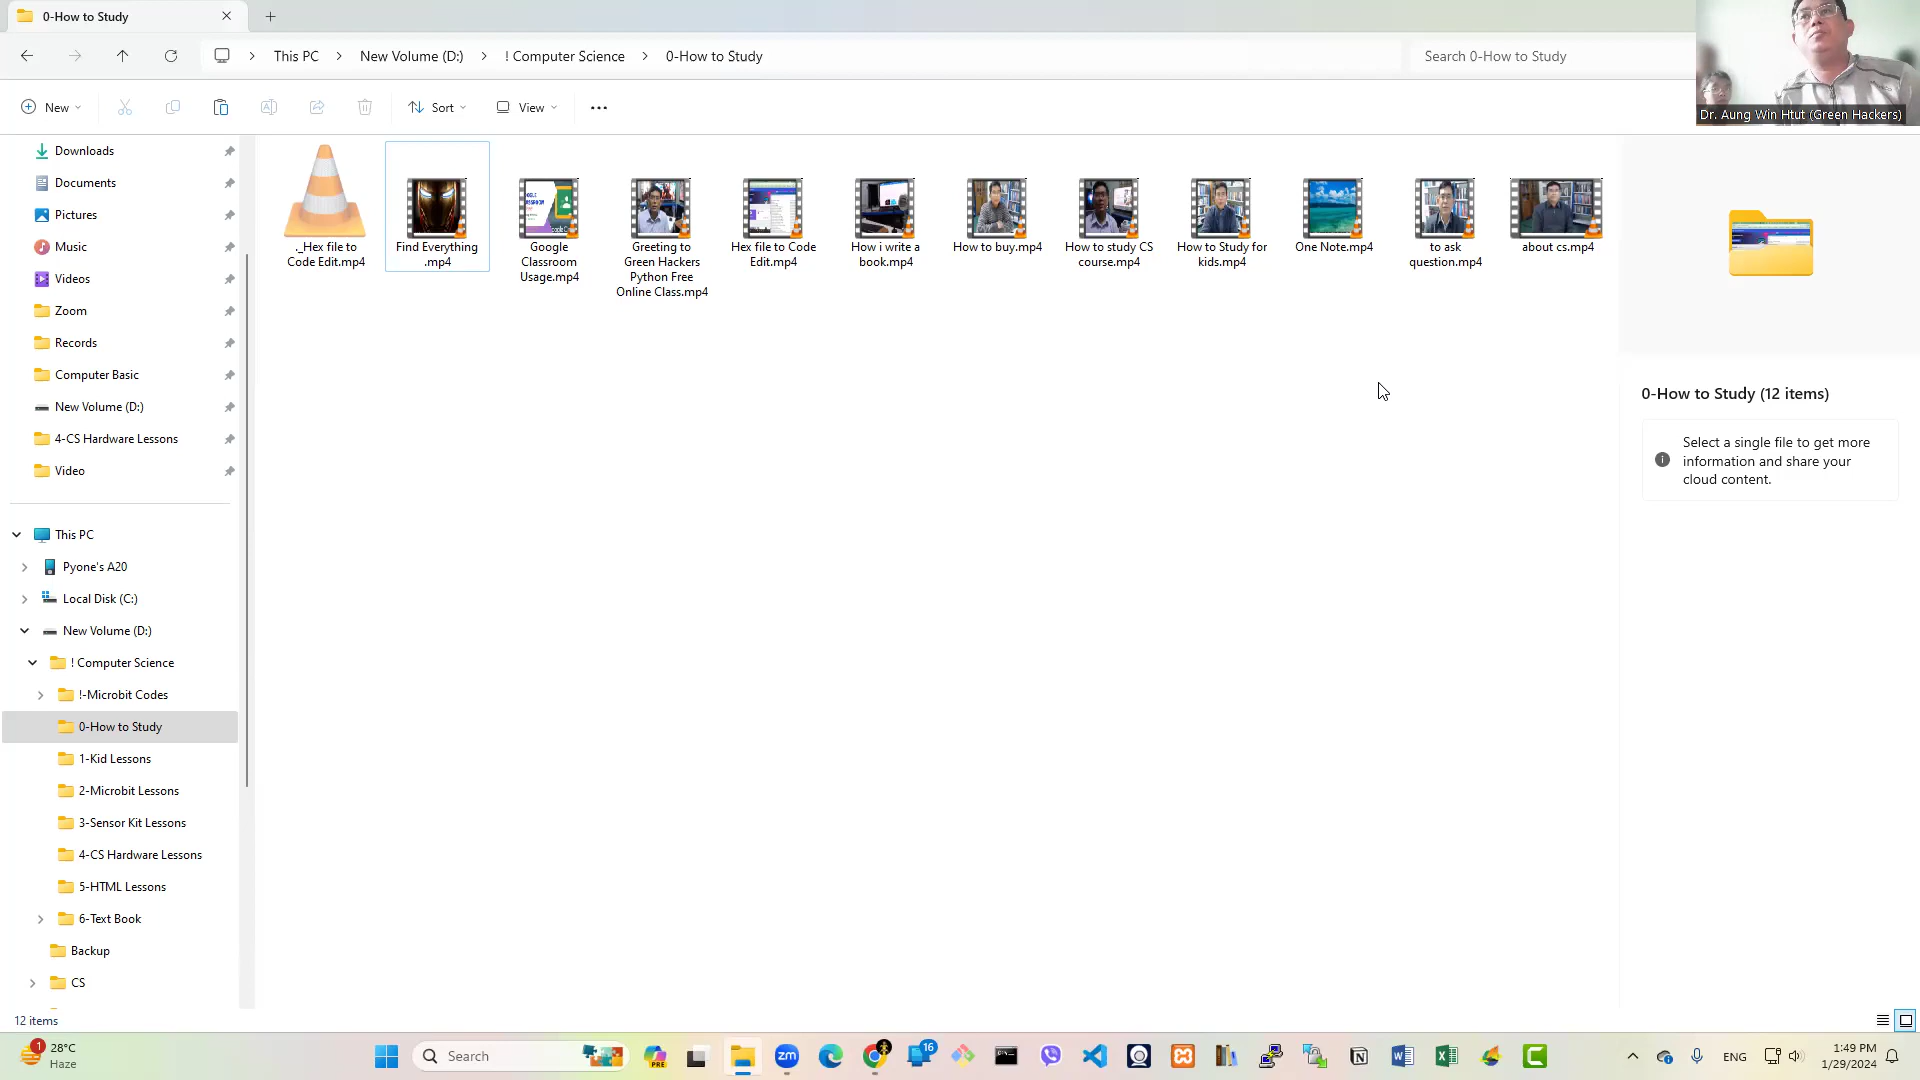 0-How to Study
This PC
New Volume (D:)
! Computer Science
0-How to Study
Search 0-How to Study
New
Sort
View
Dr. Aung Win Htut (Green Hackers)
Downloads
Documents
Pictures
Music
Videos
Zoom
Records
Computer Basic
New Volume (D:)
4-CS Hardware Lessons
Video
This PC
Pyone's A20
Local Disk (C:)
New Volume (D:)
! Computer Science
!-Microbit Codes
0-How to Study
1-Kid Lessons
2-Microbit Lessons
3-Sensor Kit Lessons
4-CS Hardware Lessons
5-HTML Lessons
6-Text Book
Backup
CS
._Hex file to
Code Edit.mp4
Find Everything
.mp4
Google
Classroom
Usage.mp4
Greeting to
Green Hackers
Python Free
Online Class.mp4
Hex file to Code
Edit.mp4
How i write a
book.mp4
How to buy.mp4
How to study CS
course.mp4
How to Study for
kids.mp4
One Note.mp4
to ask
question.mp4
about cs.mp4
0-How to Study (12 items)
Select a single file to get more
information and share your
cloud content.
12 items
1
28°C
Haze
Search
PRE
zm
16
ENG
1:49 PM
1/29/2024